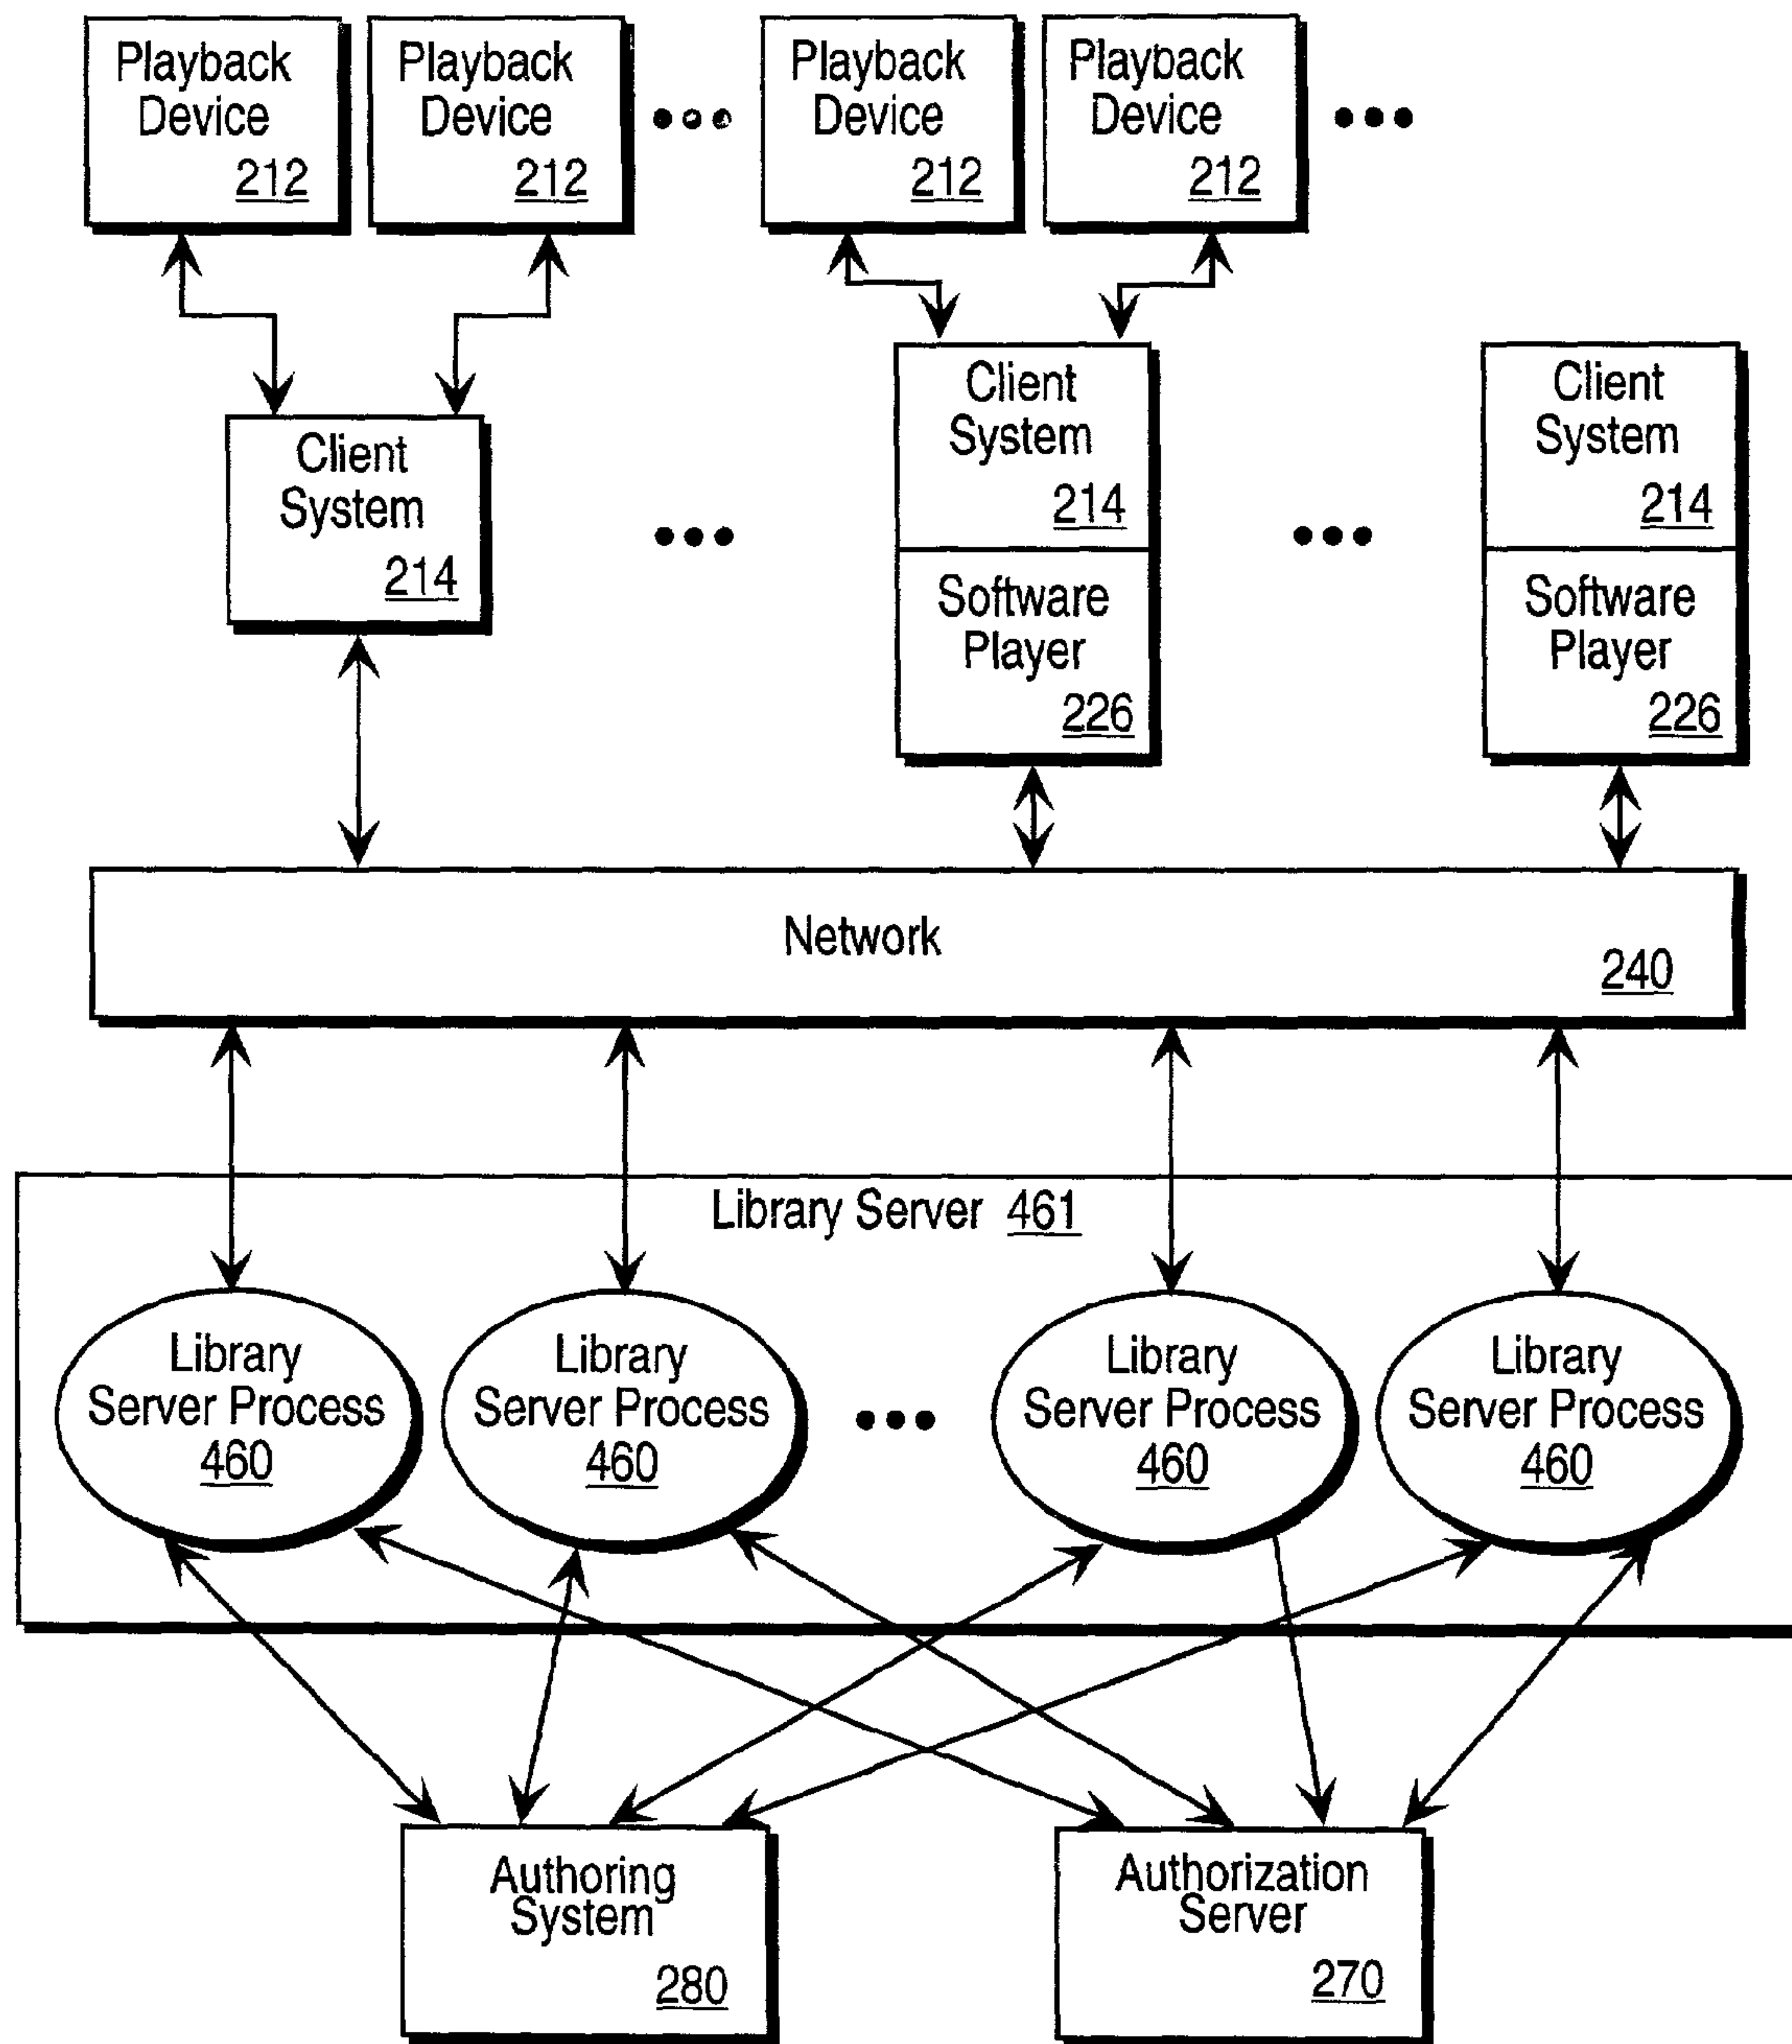 Playback
Device
212
Playback
Device
212
Playback
Device
212
Playback
Device
212
Client
System
214
Client
System
214
Software
Player
226
Client
System
214
Software
Player
226
Network
240
Library Server 461
Library
Server Process
460
Library
Server Process
460
Library
Server Process
460
Library
Server Process
460
Authoring
System
280
Authorization
Server
270